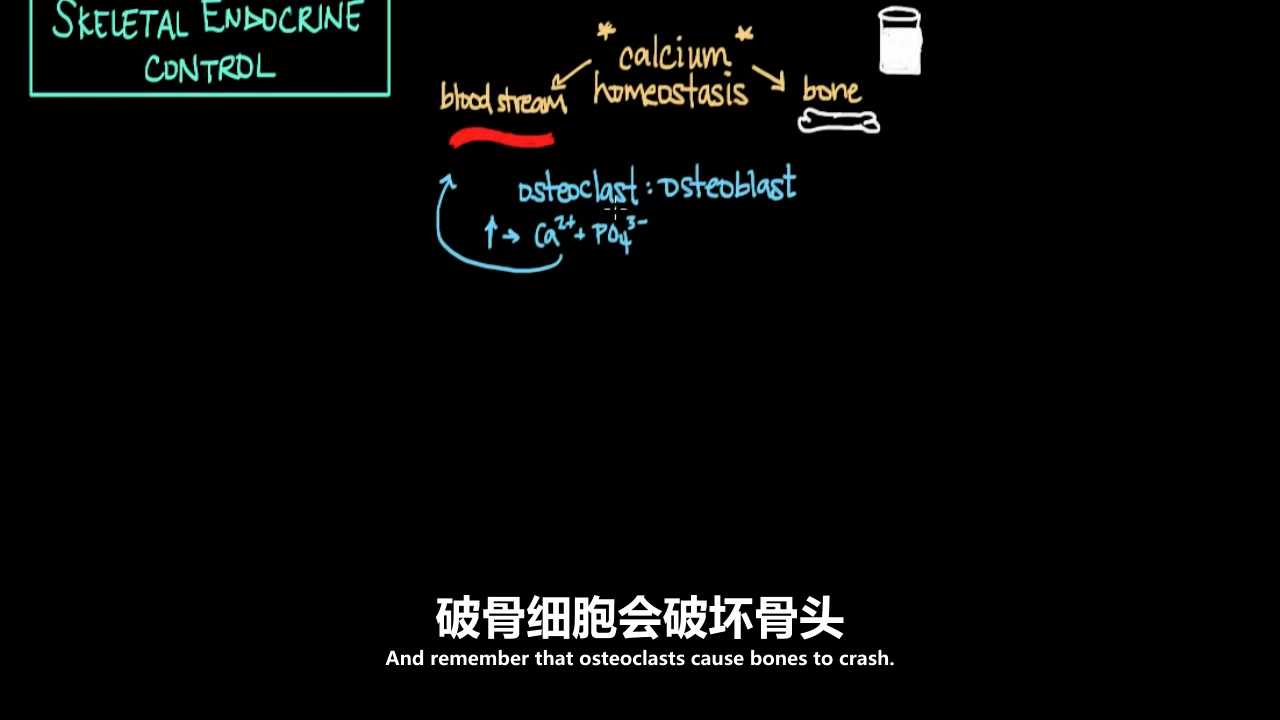 SKELETAL ENDOCRINE
CONTROL
* calcium *
homeostasis
blood stream
bone
osteoclast : osteoblast
↑ → Ca²⁺ + PO₄³⁻
破骨细胞会破坏骨头
And remember that osteoclasts cause bones to crash.